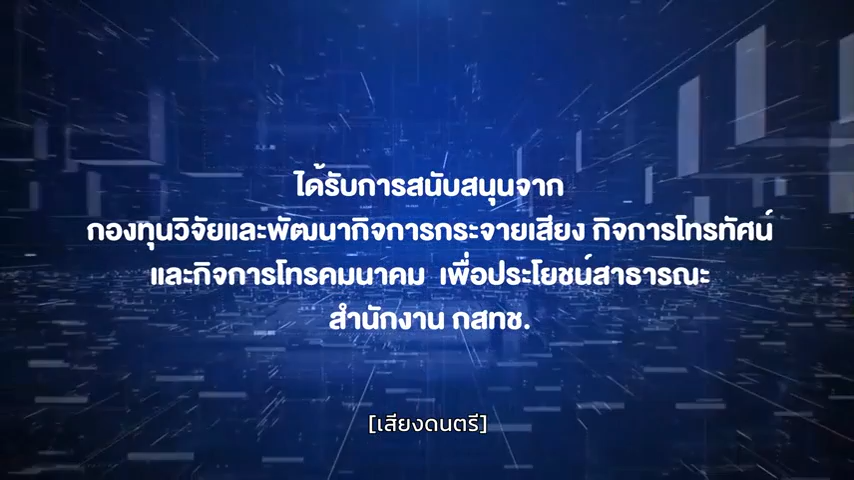 ได้รับการสนับสนุนจาก
กองทุนวิจัยและพัฒนากิจการกระจายเสียง กิจการโทรทัศน์
และกิจการโทรคมนาคม เพื่อประโยชน์สาธารณะ
สำนักงาน กสทช.
[เสียงดนตรี]